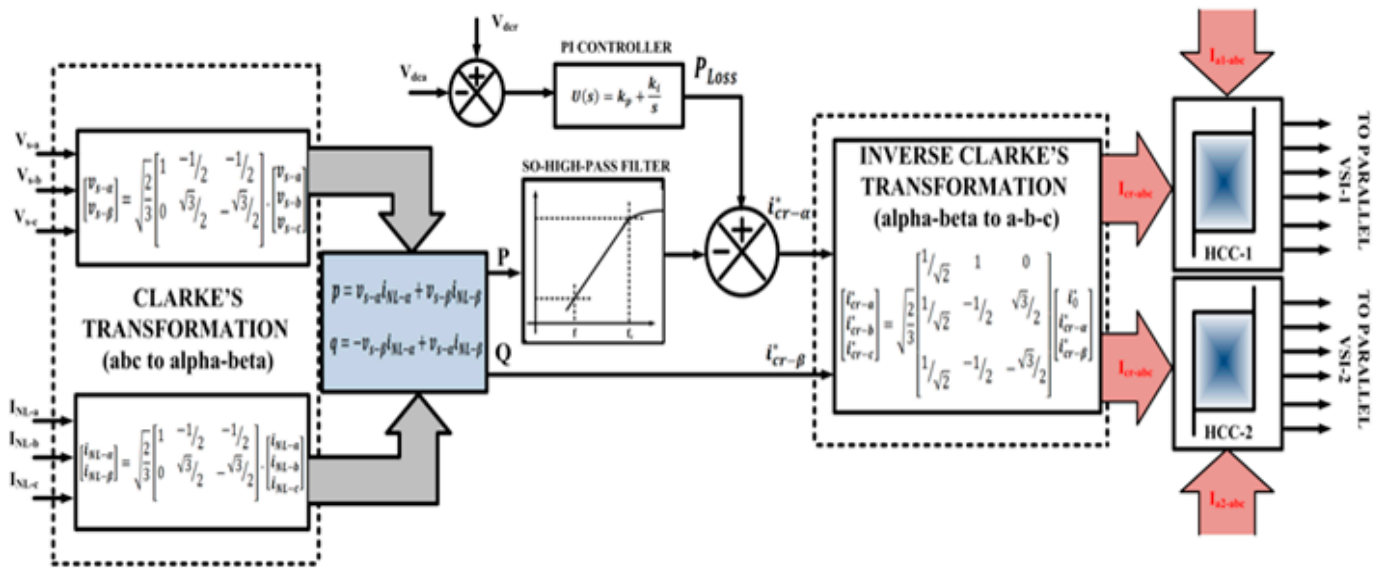 V_dcr
V_dca
+
−
PI CONTROLLER
U(s) = k_p + k_i/s
P_Loss
V_s-a
V_s-b
V_s-c
[v_s-α v_s-β] = √2/3 [1 -1/2 -1/2
0 √3/2 -√3/2] . [v_s-a v_s-b v_s-c]
CLARKE'S
TRANSFORMATION
(abc to alpha-beta)
I_NL-a
I_NL-b
I_NL-c
[i_NL-α i_NL-β] = √2/3 [1 -1/2 -1/2
0 √3/2 -√3/2] . [i_NL-a i_NL-b i_NL-c]
p = v_s-α i_NL-α + v_s-β i_NL-β
q = -v_s-β i_NL-α + v_s-α i_NL-β
P
Q
SO-HIGH-PASS FILTER
+
−
i*_cr-α
i*_cr-β
INVERSE CLARKE'S
TRANSFORMATION
(alpha-beta to a-b-c)
[i*_cr-a i*_cr-b i*_cr-c] = √2/3 [1/√2 1 0
1/√2 -1/2 √3/2
1/√2 -1/2 -√3/2] [i*_0 i*_cr-α i*_cr-β]
I_a1-abc
I_cr-abc
HCC-1
TO PARALLEL
VSI-1
I_cr-abc
HCC-2
TO PARALLEL
VSI-2
I_a2-abc